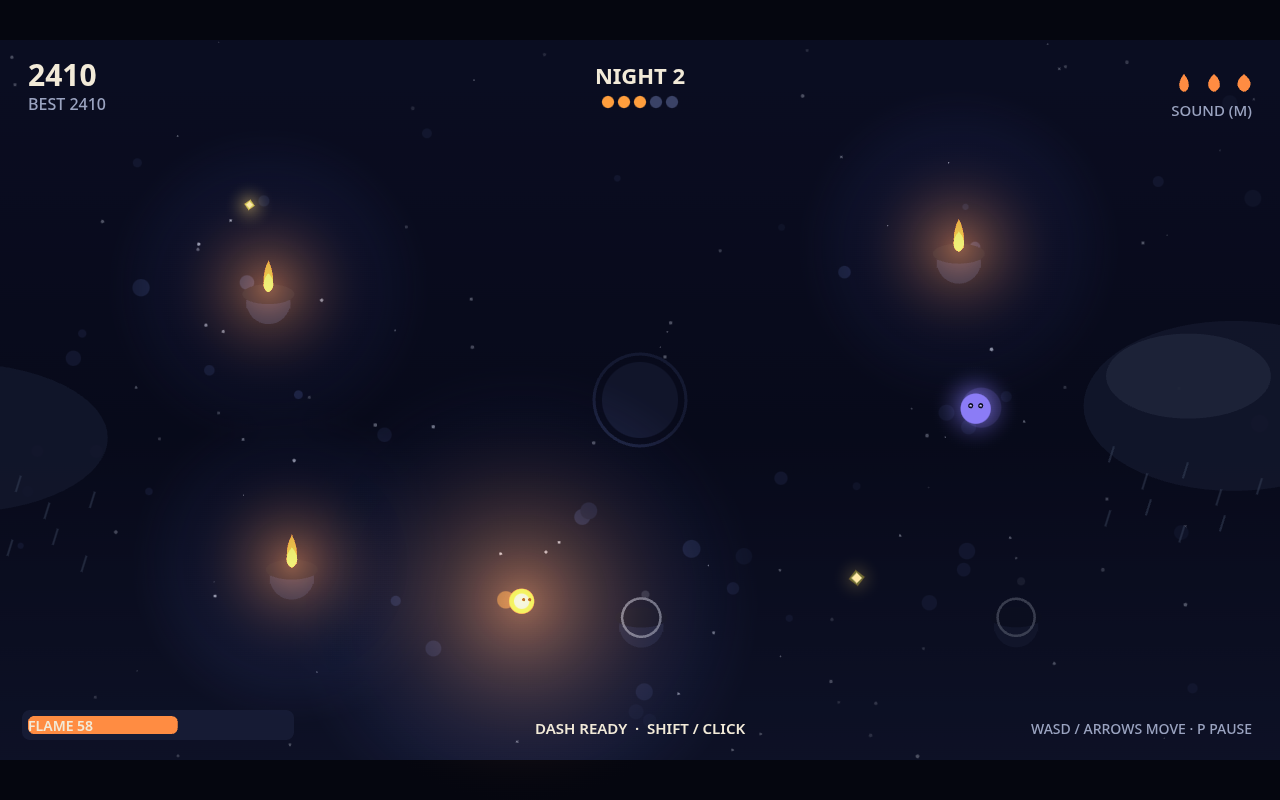 2410
BEST 2410
NIGHT 2
SOUND (M)
FLAME 58
DASH READY · SHIFT / CLICK
WASD / ARROWS MOVE · P PAUSE